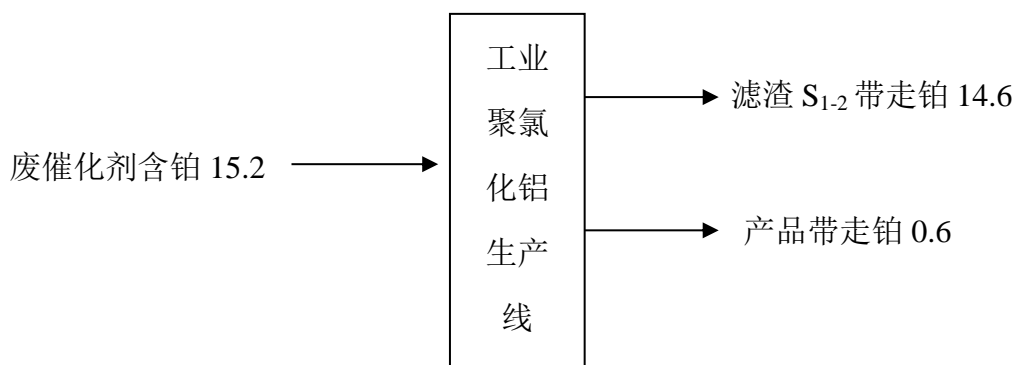 废催化剂含铂 15.2
工业
聚氯
化铝
生产
线
滤渣 S1-2 带走铂 14.6
产品带走铂 0.6